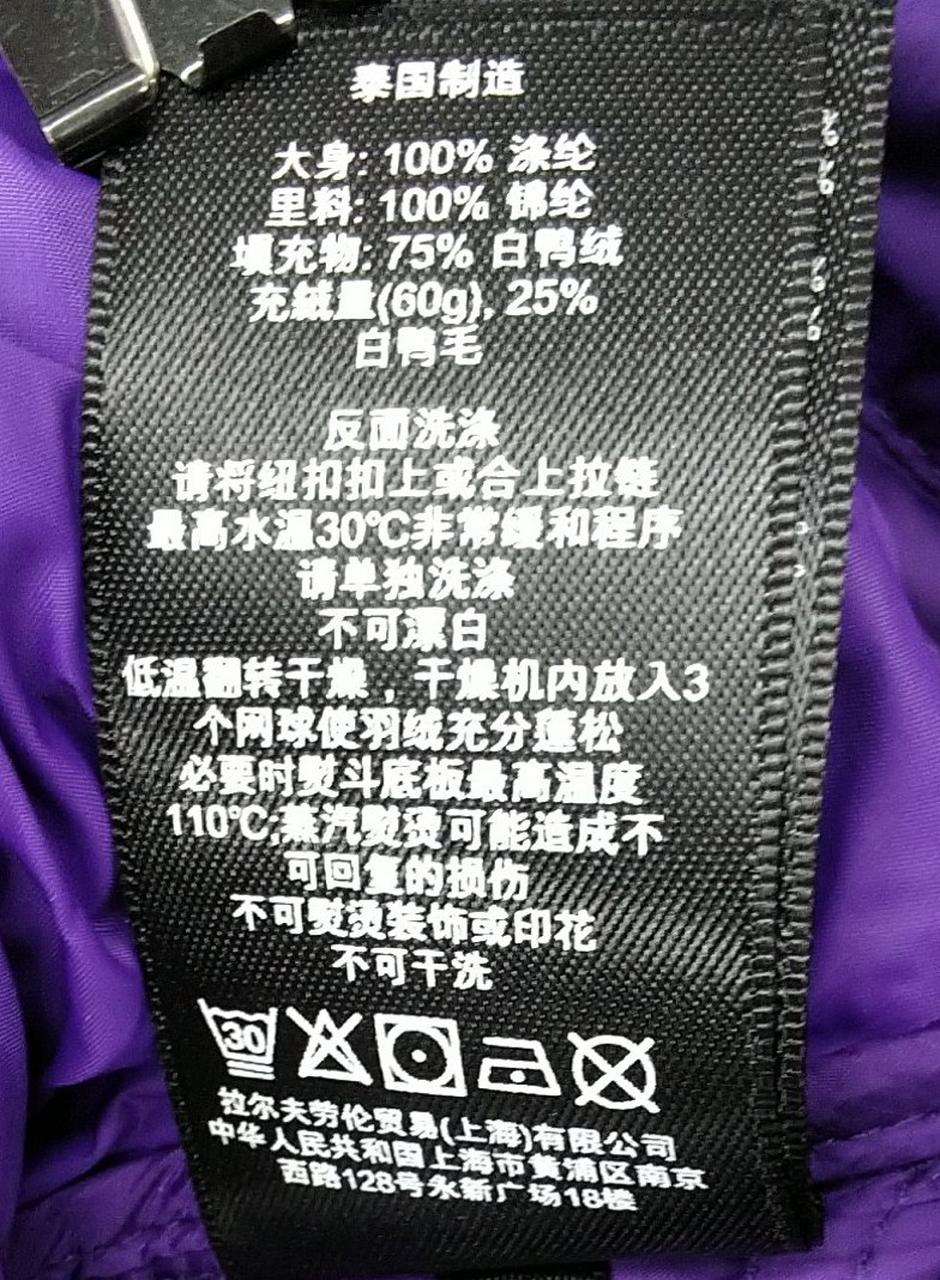 泰国制造
大身: 100% 涤纶
里料: 100% 锦纶
填充物: 75% 白鸭绒
充絨量(60g), 25%
白鸭毛
反面洗涤
请将纽扣扣上或合上拉链
最高水温30℃非常缓和程序
请单独洗涤
不可漂白
低温翻转干燥，干燥机内放入3
个网球使羽绒充分蓬松
必要时熨斗底板最高温度
110℃;蒸汽熨烫可能造成不
可回复的损伤
不可熨烫装饰或印花
不可干洗
30
拉尔夫劳伦贸易(上海)有限公司
中华人民共和国上海市黄浦区南京
西路128号永新广场18楼